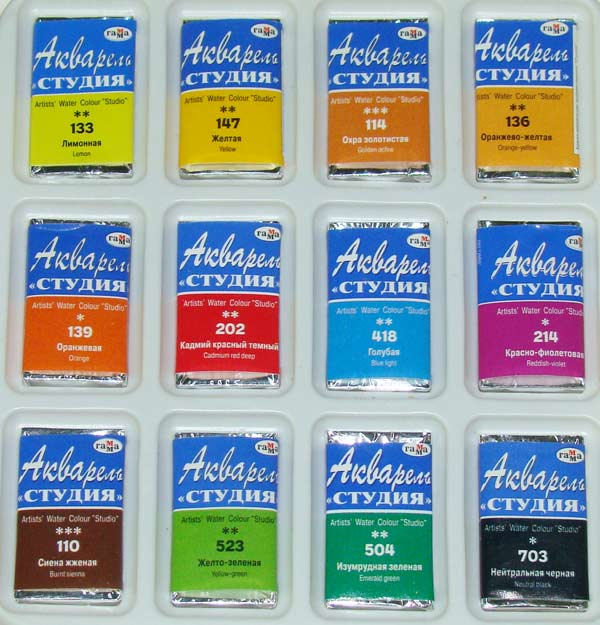 гамма
Акварель
«СТУДИЯ»
Artists' Water Colour "Studio"
**
133
Лимонная
Lemon
гамма
Акварель
«СТУДИЯ»
Artists' Water Colour "Studio"
**
147
Желтая
Yellow
гамма
Акварель
«СТУДИЯ»
Artists' Water Colour "Studio"
***
114
Охра золотистая
Golden ochre
гамма
Акварель
«СТУДИЯ»
Artists' Water Colour "Studio"
**
136
Оранжево-желтая
Orange-yellow
гамма
Акварель
«СТУДИЯ»
Artists' Water Colour "Studio"
*
139
Оранжевая
Orange
гамма
Акварель
«СТУДИЯ»
Artists' Water Colour "Studio"
**
202
Кадмий красный темный
Cadmium red deep
гамма
Акварель
«СТУДИЯ»
Artists' Water Colour "Studio"
**
418
Голубая
Blue light
гамма
Акварель
«СТУДИЯ»
Artists' Water Colour "Studio"
*
214
Красно-фиолетовая
Reddish-violet
гамма
Акварель
«СТУДИЯ»
Artists' Water Colour "Studio"
***
110
Сиена жженая
Burnt sienna
гамма
Акварель
«СТУДИЯ»
Artists' Water Colour "Studio"
**
523
Желто-зеленая
Yellow-green
гамма
Акварель
«СТУДИЯ»
Artists' Water Colour "Studio"
**
504
Изумрудная зеленая
Emerald green
гамма
Акварель
«СТУДИЯ»
Artists' Water Colour "Studio"
*
703
Нейтральная черная
Neutral black